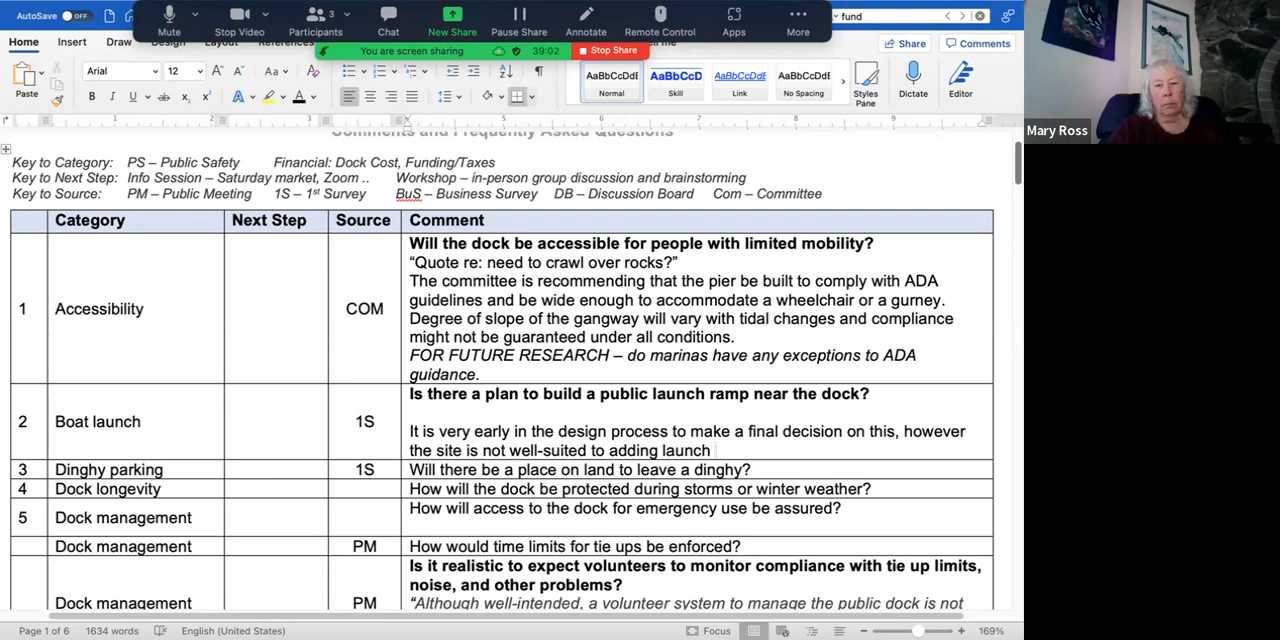 AutoSave OFF
fund
Mute
Stop Video
Participants
3
Chat
New Share
Pause Share
Annotate
Remote Control
Apps
More
You are screen sharing
39:02
Stop Share
Home
Insert
Draw
Share
Comments
Paste
Arial
12
AaBbCcDdE
Normal
AaBbCcD
Skill
AaBbCcDdE
Link
AaBbCcDdE
No Spacing
Styles
Pane
Dictate
Editor
1
2
3
4
5
6
7
8
9
Comments and Frequently Asked Questions
Key to Category: PS – Public Safety Financial: Dock Cost, Funding/Taxes
Key to Next Step: Info Session – Saturday market, Zoom .. Workshop – in-person group discussion and brainstorming
Key to Source: PM – Public Meeting 1S – 1st Survey BuS – Business Survey DB – Discussion Board Com – Committee
Category Next Step Source Comment
1 Accessibility COM
Will the dock be accessible for people with limited mobility?
“Quote re: need to crawl over rocks?”
The committee is recommending that the pier be built to comply with ADA
guidelines and be wide enough to accommodate a wheelchair or a gurney.
Degree of slope of the gangway will vary with tidal changes and compliance
might not be guaranteed under all conditions.
FOR FUTURE RESEARCH – do marinas have any exceptions to ADA
guidance.
2 Boat launch 1S
Is there a plan to build a public launch ramp near the dock?
It is very early in the design process to make a final decision on this, however
the site is not well-suited to adding launch
3 Dinghy parking 1S Will there be a place on land to leave a dinghy?
4 Dock longevity How will the dock be protected during storms or winter weather?
5 Dock management How will access to the dock for emergency use be assured?
Dock management PM How would time limits for tie ups be enforced?
Dock management PM
Is it realistic to expect volunteers to monitor compliance with tie up limits,
noise, and other problems?
“Although well-intended, a volunteer system to manage the public dock is not
Page 1 of 6
1634 words
English (United States)
Focus
169%
Mary Ross